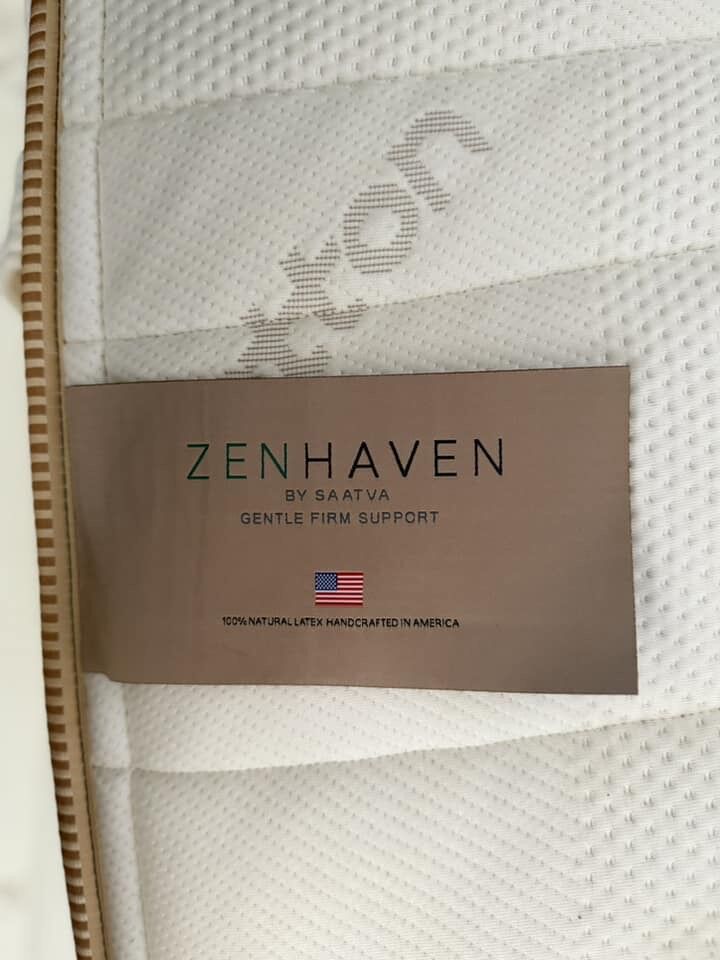 ZENHAVEN
BY SAATVA
GENTLE FIRM SUPPORT
100% NATURAL LATEX HANDCRAFTED IN AMERICA